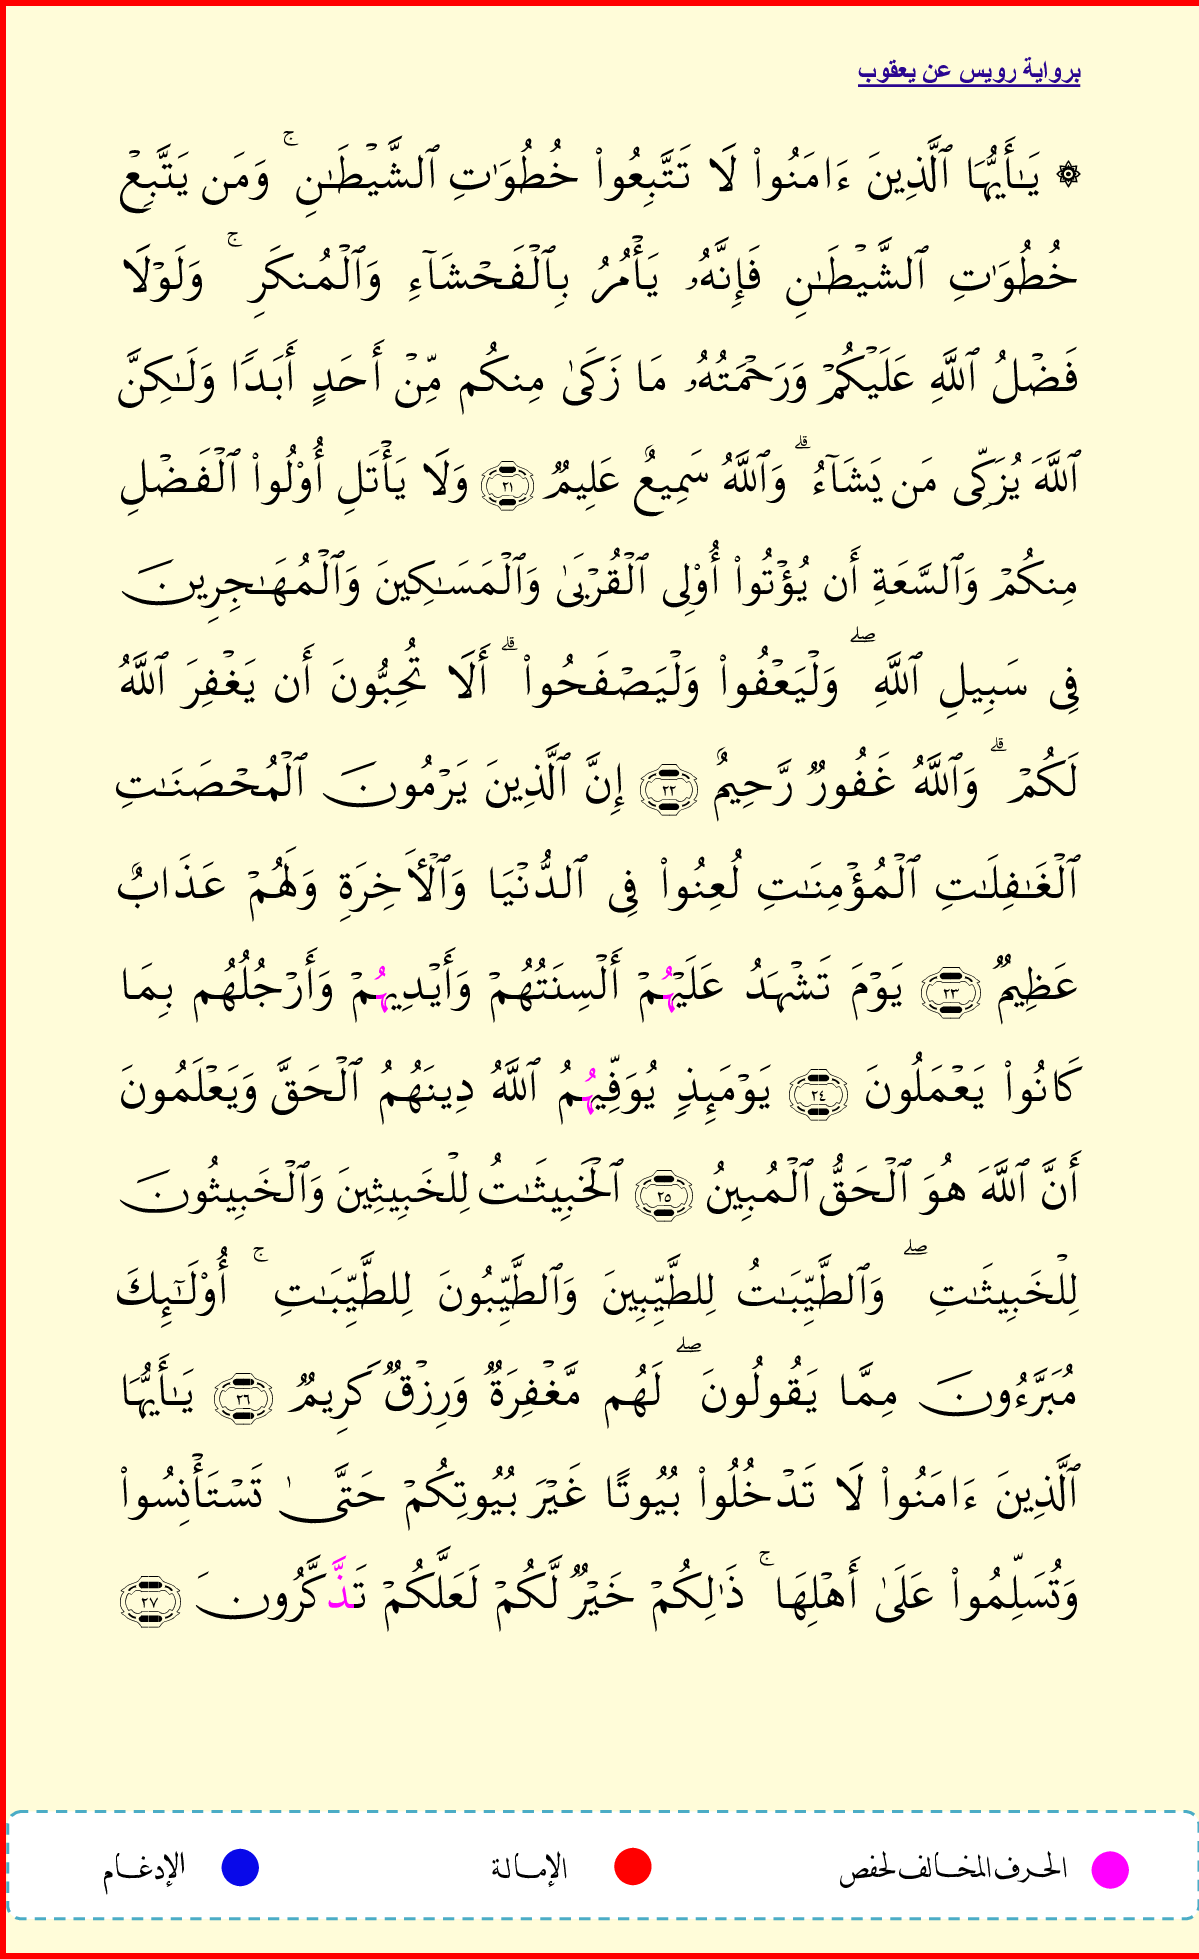 برواية رويس عن يعقوب
۞ يَـٰٓأَيُّهَا ٱلَّذِينَ ءَامَنُوا۟ لَا تَتَّبِعُوا۟ خُطُوَٰتِ ٱلشَّيْطَـٰنِ ۚ وَمَن يَتَّبِعْ
خُطُوَٰتِ ٱلشَّيْطَـٰنِ فَإِنَّهُۥ يَأْمُرُ بِٱلْفَحْشَآءِ وَٱلْمُنكَرِ ۚ وَلَوْلَا
فَضْلُ ٱللَّهِ عَلَيْكُمْ وَرَحْمَتُهُۥ مَا زَكَىٰ مِنكُم مِّنْ أَحَدٍ أَبَدًا وَلَـٰكِنَّ
ٱللَّهَ يُزَكِّى مَن يَشَآءُ ۗ وَٱللَّهُ سَمِيعٌ عَلِيمٌ ٢١ وَلَا يَأْتَلِ أُو۟لُوا۟ ٱلْفَضْلِ
مِنكُمْ وَٱلسَّعَةِ أَن يُؤْتُوا۟ أُو۟لِى ٱلْقُرْبَىٰ وَٱلْمَسَـٰكِينَ وَٱلْمُهَـٰجِرِينَ
فِى سَبِيلِ ٱللَّهِ ۖ وَلْيَعْفُوا۟ وَلْيَصْفَحُوا۟ ۗ أَلَا تُحِبُّونَ أَن يَغْفِرَ ٱللَّهُ
لَكُمْ ۗ وَٱللَّهُ غَفُورٌ رَّحِيمٌ ٢٢ إِنَّ ٱلَّذِينَ يَرْمُونَ ٱلْمُحْصَنَـٰتِ
ٱلْغَـٰفِلَـٰتِ ٱلْمُؤْمِنَـٰتِ لُعِنُوا۟ فِى ٱلدُّنْيَا وَٱلْأَخِرَةِ وَلَهُمْ عَذَابٌ
عَظِيمٌ ٢٣ يَوْمَ تَشْهَدُ عَلَيْهُمْ أَلْسِنَتُهُمْ وَأَيْدِيهُمْ وَأَرْجُلُهُم بِمَا
كَانُوا۟ يَعْمَلُونَ ٢٤ يَوْمَئِذٍ يُوَفِّيهُمُ ٱللَّهُ دِينَهُمُ ٱلْحَقَّ وَيَعْلَمُونَ
أَنَّ ٱللَّهَ هُوَ ٱلْحَقُّ ٱلْمُبِينُ ٢٥ ٱلْخَبِيثَـٰتُ لِلْخَبِيثِينَ وَٱلْخَبِيثُونَ
لِلْخَبِيثَـٰتِ ۖ وَٱلطَّيِّبَـٰتُ لِلطَّيِّبِينَ وَٱلطَّيِّبُونَ لِلطَّيِّبَـٰتِ ۚ أُو۟لَـٰٓئِكَ
مُبَرَّءُونَ مِمَّا يَقُولُونَ ۖ لَهُم مَّغْفِرَةٌ وَرِزْقٌ كَرِيمٌ ٢٦ يَـٰٓأَيُّهَا
ٱلَّذِينَ ءَامَنُوا۟ لَا تَدْخُلُوا۟ بُيُوتًا غَيْرَ بُيُوتِكُمْ حَتَّىٰ تَسْتَأْنِسُوا۟
وَتُسَلِّمُوا۟ عَلَىٰٓ أَهْلِهَا ۚ ذَٰلِكُمْ خَيْرٌ لَّكُمْ لَعَلَّكُمْ تَذَّكَّرُونَ ٢٧
الحرف المخالف لحفص الإمالة الإدغام